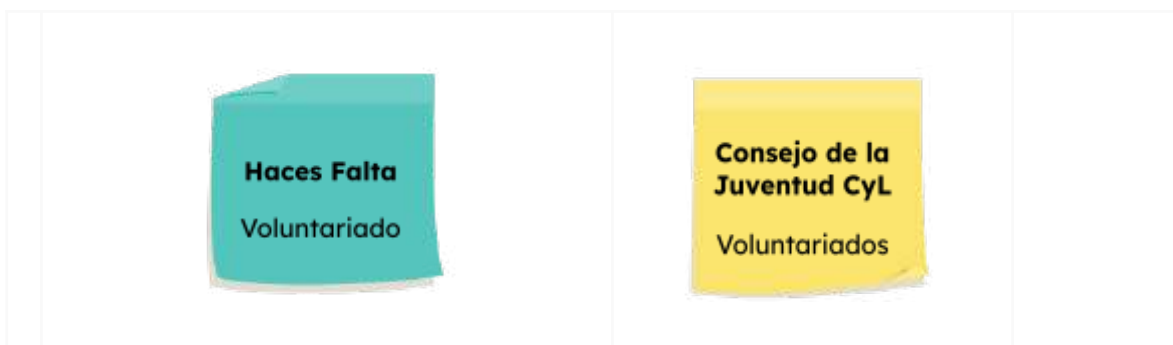 Haces Falta
Voluntariado
Consejo de la
Juventud CyL
Voluntariados